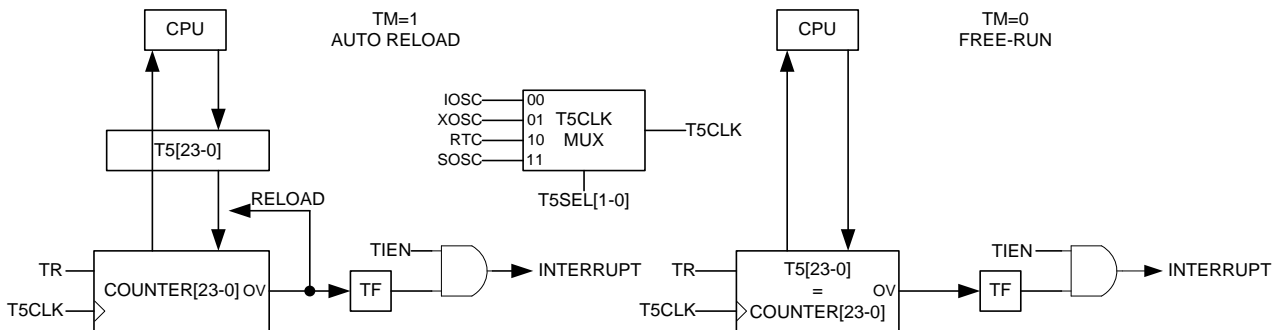 CPU
TM=1
AUTO RELOAD
CPU
TM=0
FREE-RUN
IOSC
00
XOSC
01
RTC
10
SOSC
11
T5CLK
MUX
T5CLK
T5SEL[1-0]
T5[23-0]
RELOAD
TR
T5CLK
COUNTER[23-0]
OV
TF
TIEN
INTERRUPT
TR
T5CLK
T5[23-0]
=
COUNTER[23-0]
OV
TF
TIEN
INTERRUPT